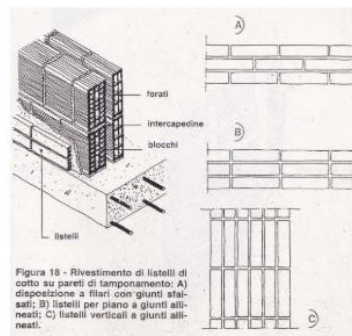 A)
forati
intercapedine
blocchi
listelli
B)
C)
Figura 18 - Rivestimento di listelli di
cotto su pareti di tamponamento: A)
disposizione a filari con giunti sfal-
sati; B) listelli per piano a giunti alli-
neati; C) listelli verticali a giunti alli-
neati.